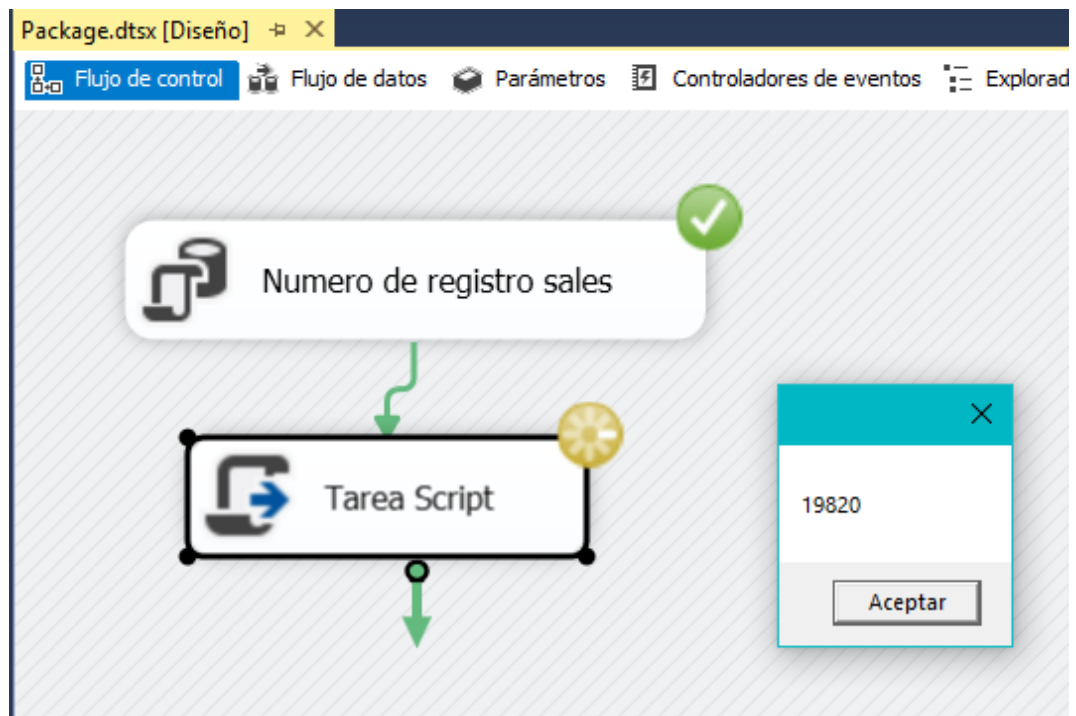 Package.dtsx [Diseño]
Flujo de control Flujo de datos Parámetros Controladores de eventos Explorad
Numero de registro sales
Tarea Script
19820
Aceptar